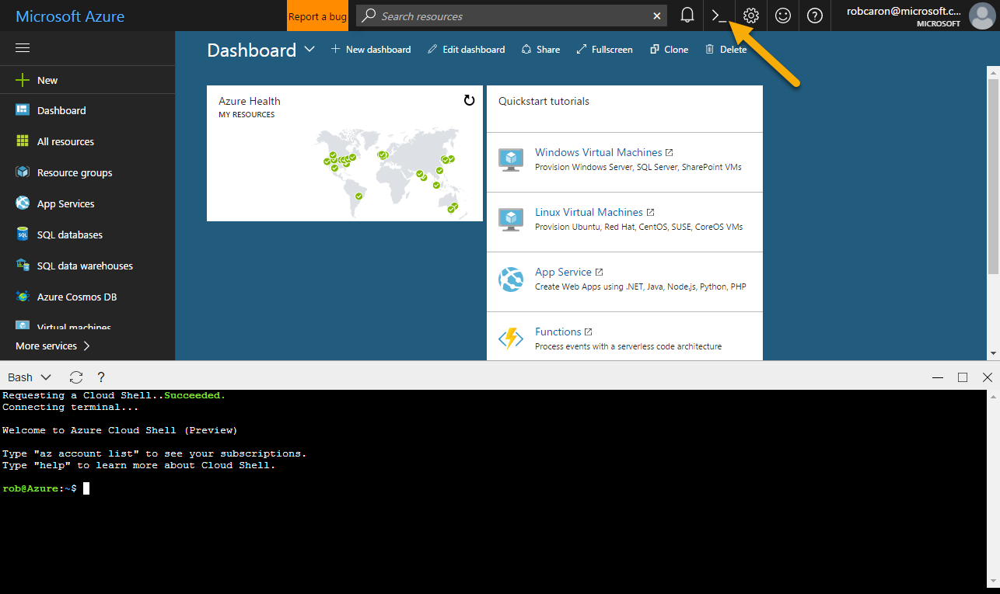 Microsoft Azure
Report a bug
Search resources
robcaron@microsoft.c...
MICROSOFT
New
Dashboard
All resources
Resource groups
App Services
SQL databases
SQL data warehouses
Azure Cosmos DB
Virtual machines
More services
Dashboard
New dashboard
Edit dashboard
Share
Fullscreen
Clone
Delete
Azure Health
MY RESOURCES
Quickstart tutorials
Windows Virtual Machines
Provision Windows Server, SQL Server, SharePoint VMs
Linux Virtual Machines
Provision Ubuntu, Red Hat, CentOS, SUSE, CoreOS VMs
App Service
Create Web Apps using .NET, Java, Node.js, Python, PHP
Functions
Process events with a serverless code architecture
Bash
?
Requesting a Cloud Shell..Succeeded.
Connecting terminal...
Welcome to Azure Cloud Shell (Preview)
Type "az account list" to see your subscriptions.
Type "help" to learn more about Cloud Shell.
rob@Azure:~$